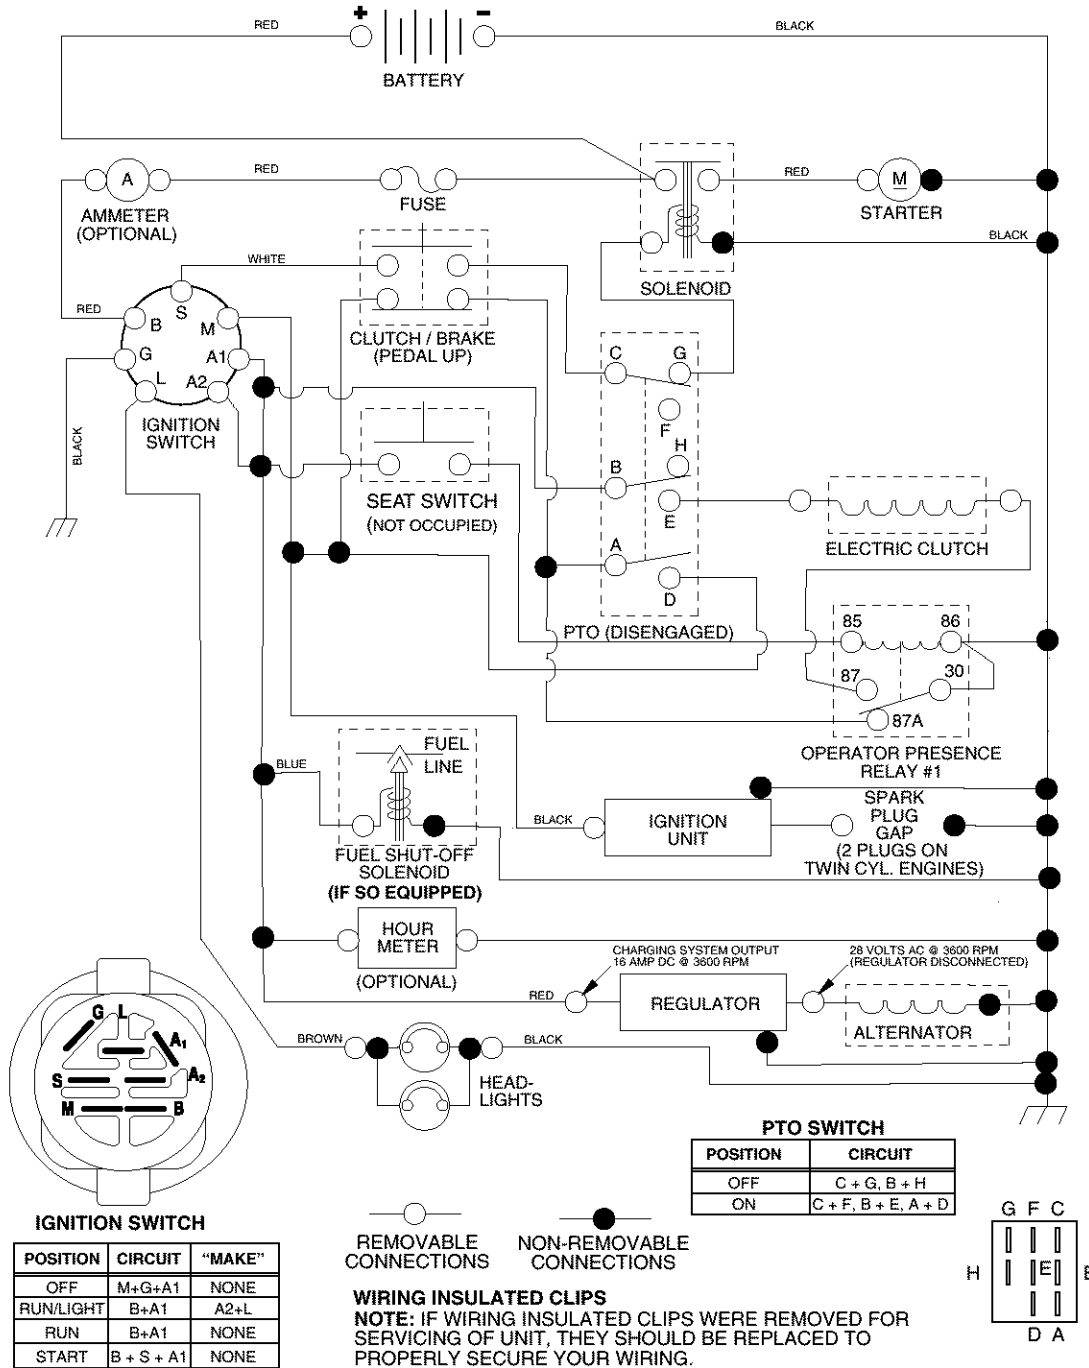 RED
+
-
BLACK
BATTERY
A
RED
RED
M
AMMETER
(OPTIONAL)
FUSE
STARTER
WHITE
BLACK
SOLENOID
RED
S
B
M
G
A1
L
A2
CLUTCH / BRAKE
(PEDAL UP)
IGNITION
SWITCH
BLACK
C
G
F
H
B
E
A
D
SEAT SWITCH
(NOT OCCUPIED)
ELECTRIC CLUTCH
PTO (DISENGAGED)
85
86
87
30
87A
OPERATOR PRESENCE
RELAY #1
BLUE
FUEL
LINE
FUEL SHUT-OFF
SOLENOID
(IF SO EQUIPPED)
BLACK
IGNITION
UNIT
SPARK
PLUG
GAP
(2 PLUGS ON
TWIN CYL. ENGINES)
HOUR
METER
(OPTIONAL)
CHARGING SYSTEM OUTPUT
16 AMP DC @ 3600 RPM
28 VOLTS AC @ 3600 RPM
(REGULATOR DISCONNECTED)
RED
REGULATOR
ALTERNATOR
BROWN
BLACK
HEAD-
LIGHTS
G
L
A1
A2
S
M
B
IGNITION SWITCH
POSITION CIRCUIT "MAKE"
OFF M+G+A1 NONE
RUN/LIGHT B+A1 A2+L
RUN B+A1 NONE
START B + S + A1 NONE
PTO SWITCH
POSITION CIRCUIT
OFF C + G, B + H
ON C + F, B + E, A + D
REMOVABLE
CONNECTIONS
NON-REMOVABLE
CONNECTIONS
G F C
H E B
D A
WIRING INSULATED CLIPS
NOTE: IF WIRING INSULATED CLIPS WERE REMOVED FOR
SERVICING OF UNIT, THEY SHOULD BE REPLACED TO
PROPERLY SECURE YOUR WIRING.